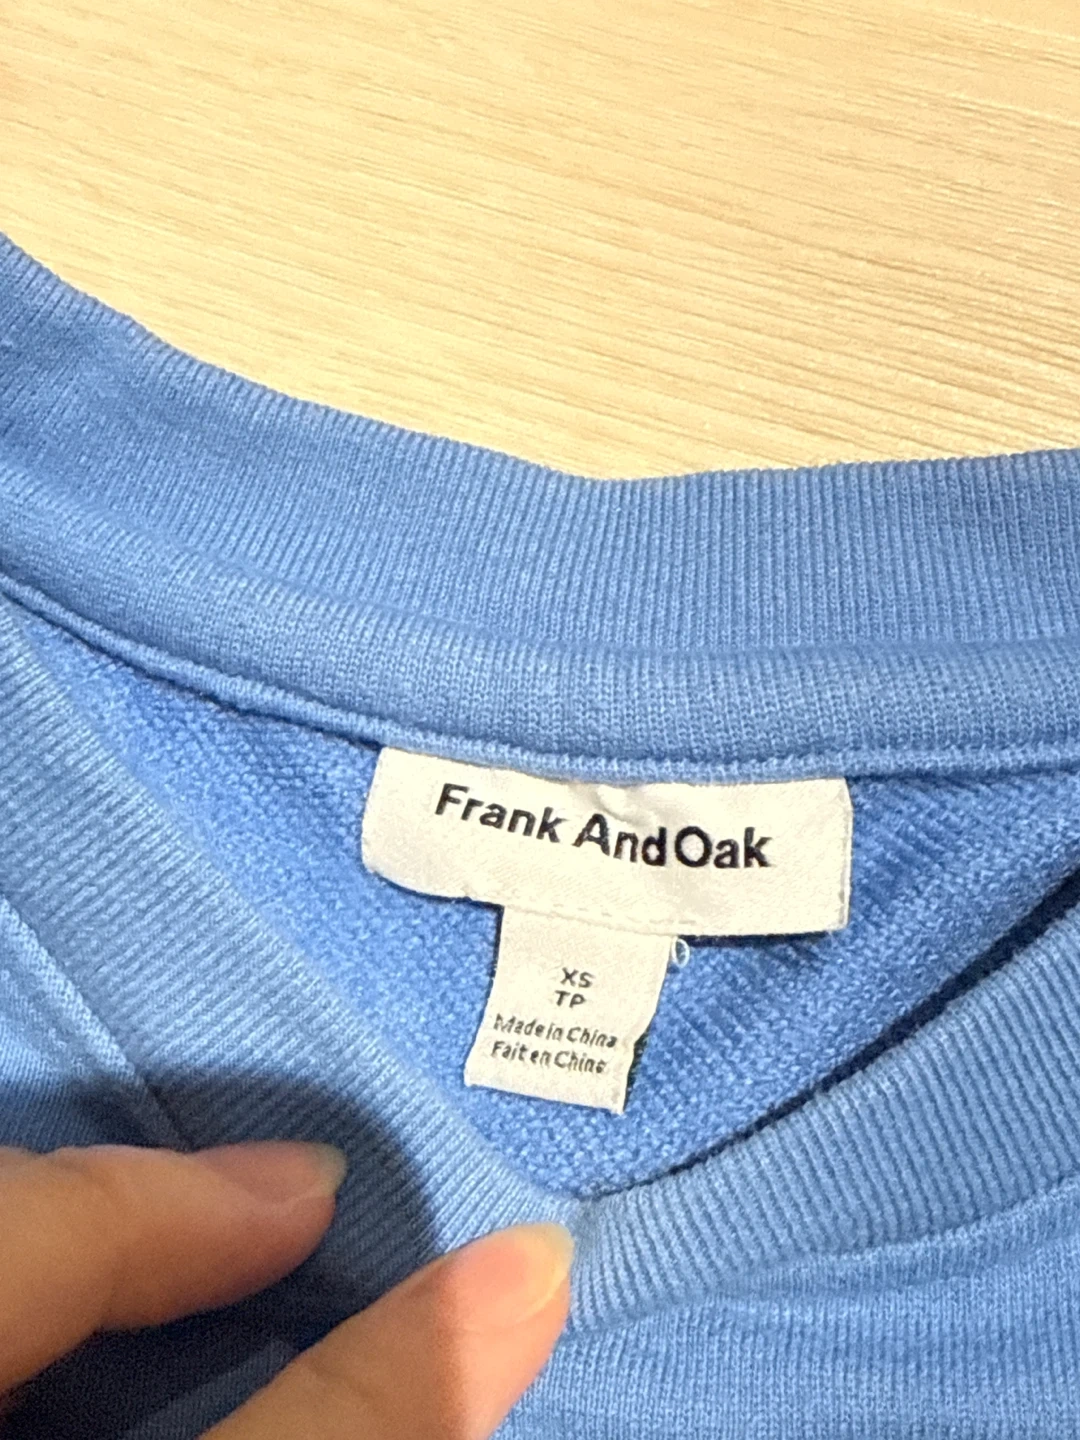 Frank And Oak
XS
TP
Made in China
Fait en Chine